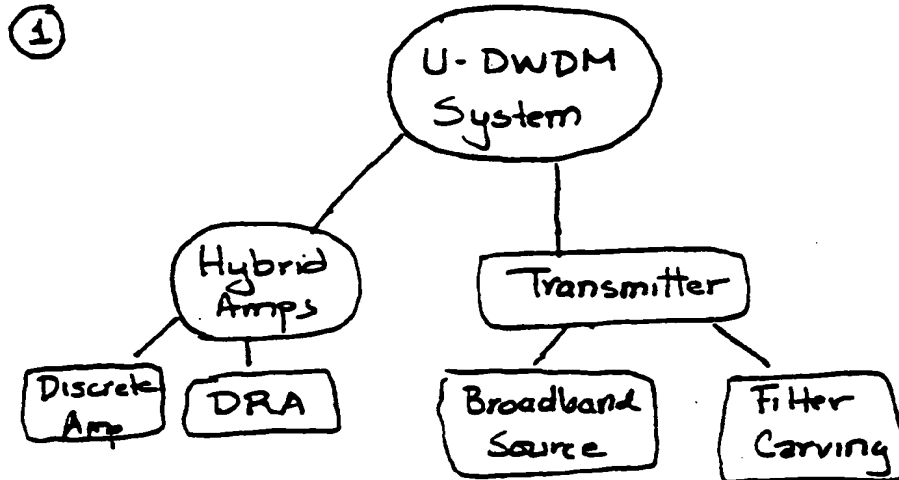 1
U-DWDM
System
Hybrid
Amps
Transmitter
Discrete
Amp
DRA
Broadband
Source
Filter
Carving